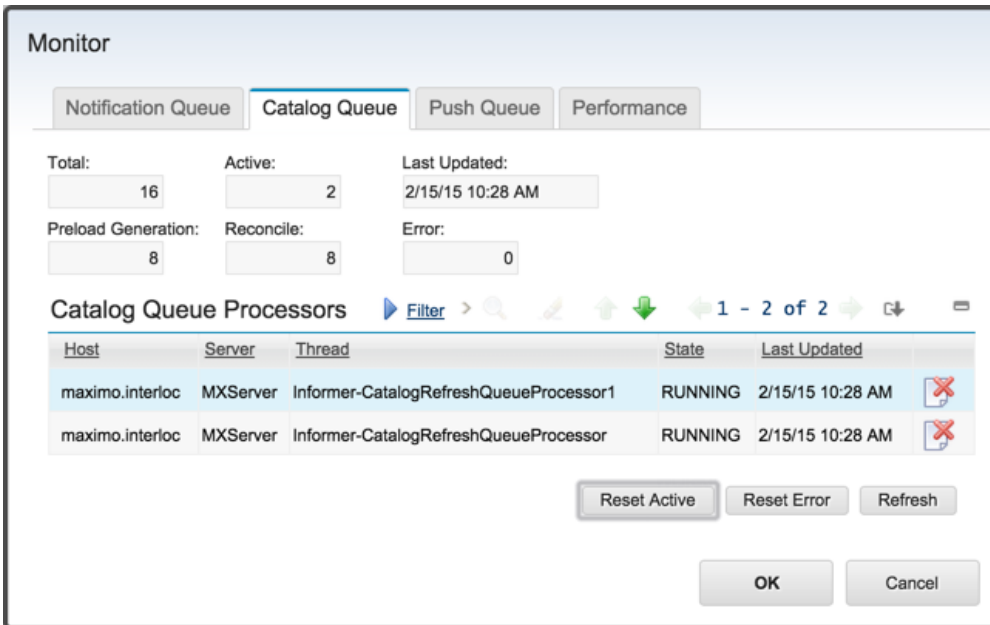 Monitor
Notification Queue Catalog Queue Push Queue Performance
Total: Active: Last Updated:
16 2 2/15/15 10:28 AM
Preload Generation: Reconcile: Error:
8 8 0
Catalog Queue Processors Filter 1 - 2 of 2
Host Server Thread State Last Updated
maximo.interloc MXServer Informer-CatalogRefreshQueueProcessor1 RUNNING 2/15/15 10:28 AM
maximo.interloc MXServer Informer-CatalogRefreshQueueProcessor RUNNING 2/15/15 10:28 AM
Reset Active Reset Error Refresh
OK Cancel